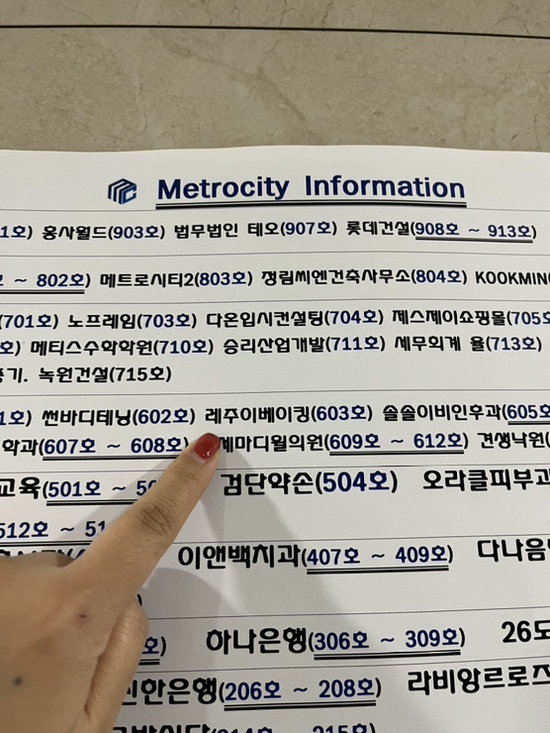 Metrocity Information
1호) 웅사월드(903호) 법무법인 태오(907호) 롯데건설(908호 ~ 913호)
~ 802호) 메트로시티2(803호) 정림씨엔건축사무소(804호) KOOKMIN
(701호) 노프레임(703호) 다온입시컨설팅(704호) 제스제이쇼핑몰(705호
호) 메티스수학학원(710호) 승리산업개발(711호) 세무회계 율(713호)
중기. 녹원건설(715호)
1호) 썬바디테닝(602호) 레주이베이킹(603호) 솔솔이비인후과(605호
학과(607호 ~ 608호) 제마디월의원(609호 ~ 612호) 견생낙원(
교육(501호 ~ 검단약손(504호) 오라클피부과
512호 ~
이앤백치과(407호 ~ 409호) 다나음
호) 하나은행(306호 ~ 309호) 26도
신한은행(206호 ~ 208호) 라비앙르로즈